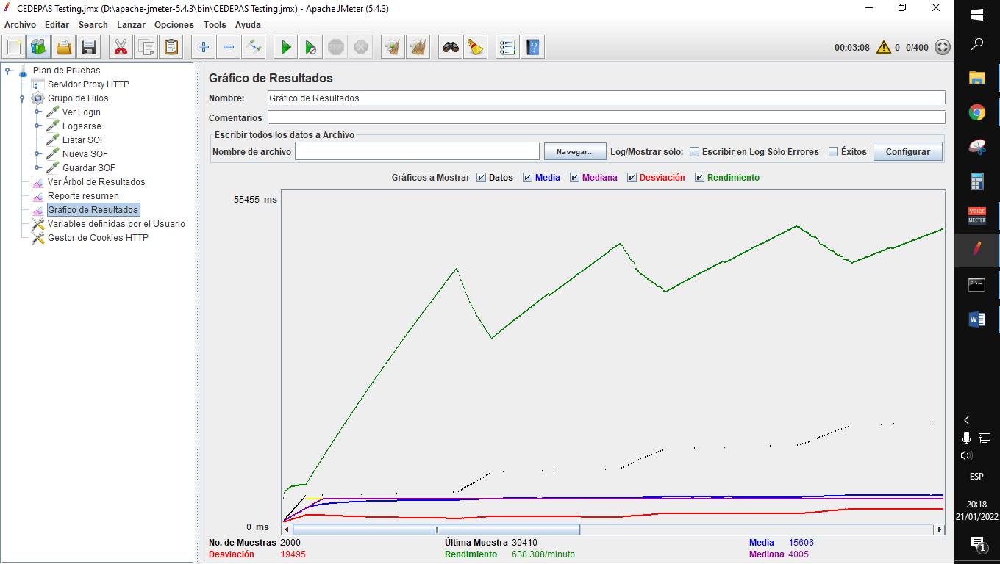 CEDEPAS Testing.jmx (D:\apache-jmeter-5.4.3\bin\CEDEPAS Testing.jmx) - Apache JMeter (5.4.3)
Archivo Editar Search Lanzar Opciones Tools Ayuda
00:03:08 0 0/400
Plan de Pruebas
Servidor Proxy HTTP
Grupo de Hilos
Ver Login
Logearse
Listar SOF
Nueva SOF
Guardar SOF
Ver Árbol de Resultados
Reporte resumen
Gráfico de Resultados
Variables definidas por el Usuario
Gestor de Cookies HTTP
Gráfico de Resultados
Nombre: Gráfico de Resultados
Comentarios
Escribir todos los datos a Archivo
Nombre de archivo Navegar... Log/Mostrar sólo: Escribir en Log Sólo Errores Éxitos Configurar
Gráficos a Mostrar Datos Media Mediana Desviación Rendimiento
55455 ms
0 ms
No. de Muestras 2000 Última Muestra 30410 Media 15606
Desviación 19495 Rendimiento 638.308/minuto Mediana 4005
VOICE
MEETER
ESP
20:18
21/01/2022
1